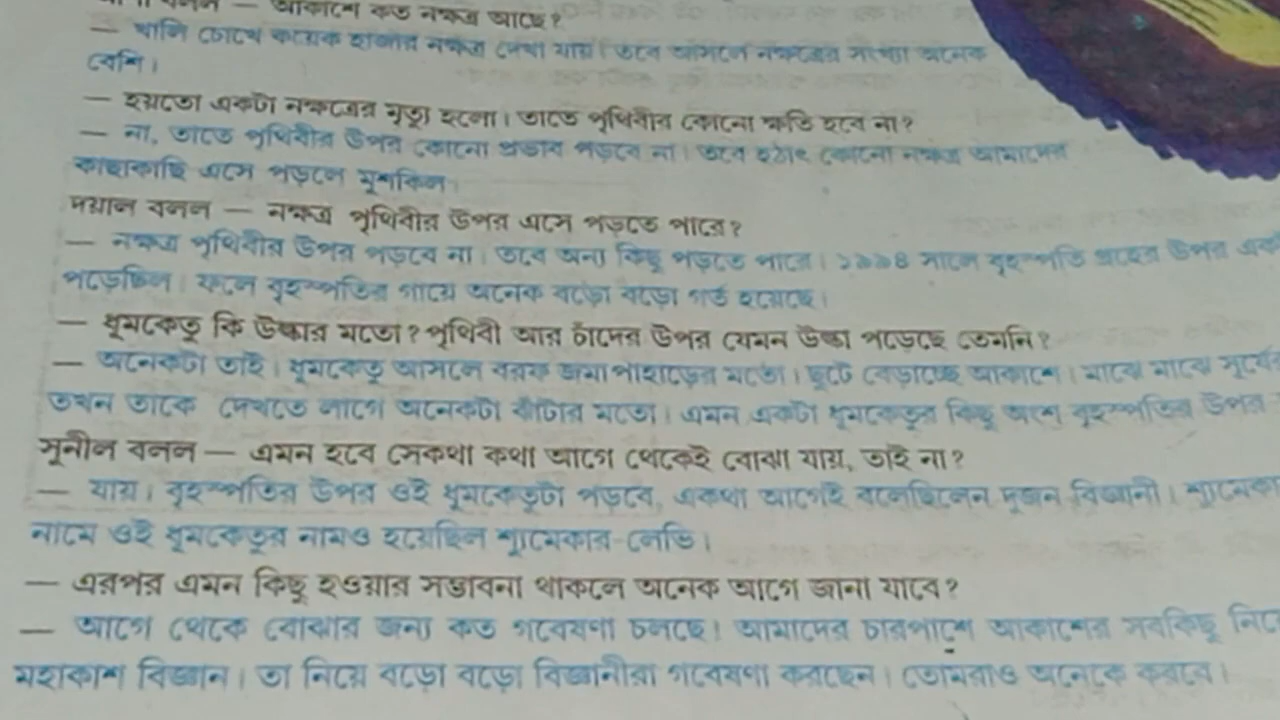 বলল — আকাশে কত নক্ষত্র আছে?
— খালি চোখে কয়েক হাজার নক্ষত্র দেখা যায়। তবে আসলে নক্ষত্রের সংখ্যা অনেক
বেশি।
— হয়তো একটা নক্ষত্রের মৃত্যু হলো। তাতে পৃথিবীর কোনো ক্ষতি হবে না?
— না, তাতে পৃথিবীর উপর কোনো প্রভাব পড়বে না। তবে হঠাৎ কোনো নক্ষত্র আমাদের
কাছাকাছি এসে পড়লে মুশকিল।
দয়াল বলল — নক্ষত্র পৃথিবীর উপর এসে পড়তে পারে?
— নক্ষত্র পৃথিবীর উপর পড়বে না। তবে অন্য কিছু পড়তে পারে। ১৯৯৪ সালে বৃহস্পতি গ্রহের উপর
পড়েছিল। ফলে বৃহস্পতির গায়ে অনেক বড়ো বড়ো গর্ত হয়েছে।
— ধূমকেতু কি উল্কার মতো? পৃথিবী আর চাঁদের উপর যেমন উল্কা পড়েছে তেমনি?
— অনেকটা তাই। ধূমকেতু আসলে বরফ জমা পাহাড়ের মতো। ছুটে বেড়াচ্ছে আকাশে। মাঝে মাঝে
তখন তাকে দেখতে লাগে অনেকটা ঝাঁটার মতো। এমন একটা ধূমকেতুর কিছু অংশ বৃহস্পতির উপর
সুনীল বলল — এমন হবে সেকথা কথা আগে থেকেই বোঝা যায়, তাই না?
— যায়। বৃহস্পতির উপর ওই ধূমকেতুটা পড়বে, একথা আগেই বলেছিলেন দুজন বিজ্ঞানী।
নামে ওই ধূমকেতুর নামও হয়েছিল শ্যুমেকার-লেভি।
— এরপর এমন কিছু হওয়ার সম্ভাবনা থাকলে অনেক আগে জানা যাবে?
— আগে থেকে বোঝার জন্য কত গবেষণা চলছে। আমাদের চারপাশে আকাশের সবকিছু
মহাকাশ বিজ্ঞান। তা নিয়ে বড়ো বড়ো বিজ্ঞানীরা গবেষণা করছেন। তোমরাও অনেকে করবে।